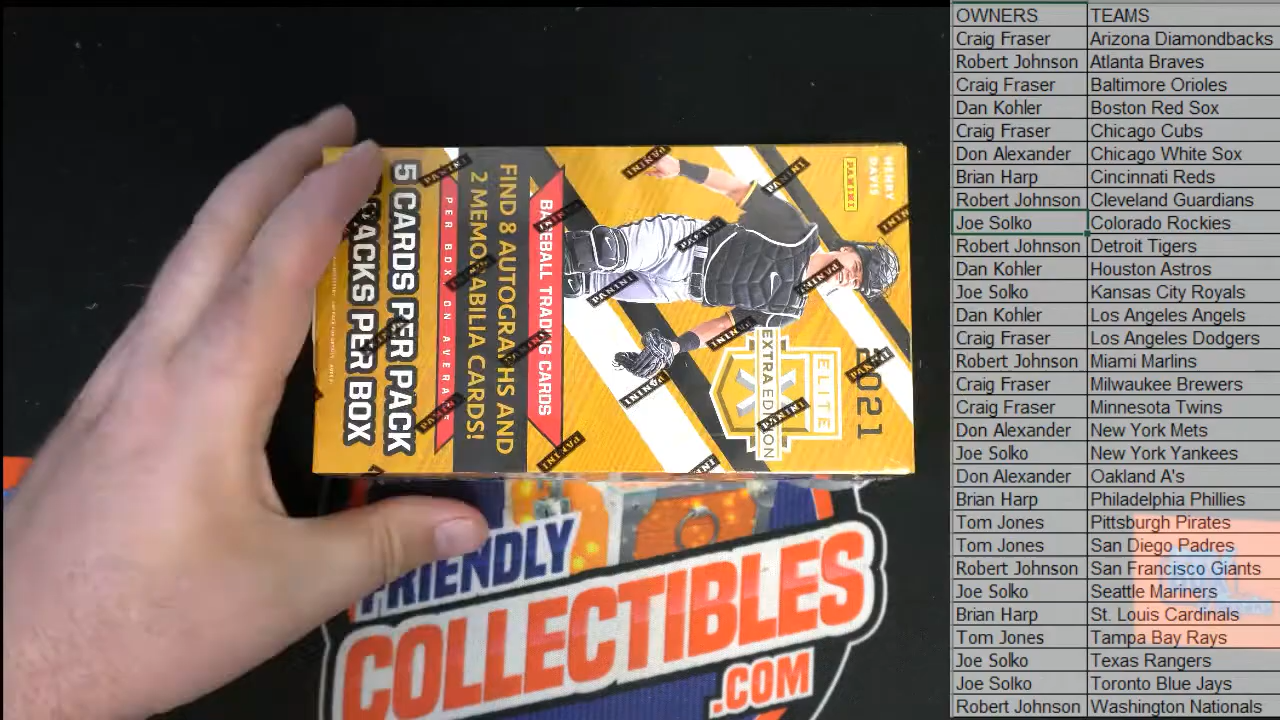 HENRY
DAVIS
PANINI
2021
ELITE
EXTRA EDITION
BASEBALL TRADING CARDS
FIND 8 AUTOGRAPHS AND
2 MEMORABILIA CARDS!
PER BOX ON AVERAGE
5 CARDS PER PACK
PACKS PER BOX
FRIENDLY
COLLECTIBLES
.COM
OWNERS TEAMS
Craig Fraser Arizona Diamondbacks
Robert Johnson Atlanta Braves
Craig Fraser Baltimore Orioles
Dan Kohler Boston Red Sox
Craig Fraser Chicago Cubs
Don Alexander Chicago White Sox
Brian Harp Cincinnati Reds
Robert Johnson Cleveland Guardians
Joe Solko Colorado Rockies
Robert Johnson Detroit Tigers
Dan Kohler Houston Astros
Joe Solko Kansas City Royals
Dan Kohler Los Angeles Angels
Craig Fraser Los Angeles Dodgers
Robert Johnson Miami Marlins
Craig Fraser Milwaukee Brewers
Craig Fraser Minnesota Twins
Don Alexander New York Mets
Joe Solko New York Yankees
Don Alexander Oakland A's
Brian Harp Philadelphia Phillies
Tom Jones Pittsburgh Pirates
Tom Jones San Diego Padres
Robert Johnson San Francisco Giants
Joe Solko Seattle Mariners
Brian Harp St. Louis Cardinals
Tom Jones Tampa Bay Rays
Joe Solko Texas Rangers
Joe Solko Toronto Blue Jays
Robert Johnson Washington Nationals